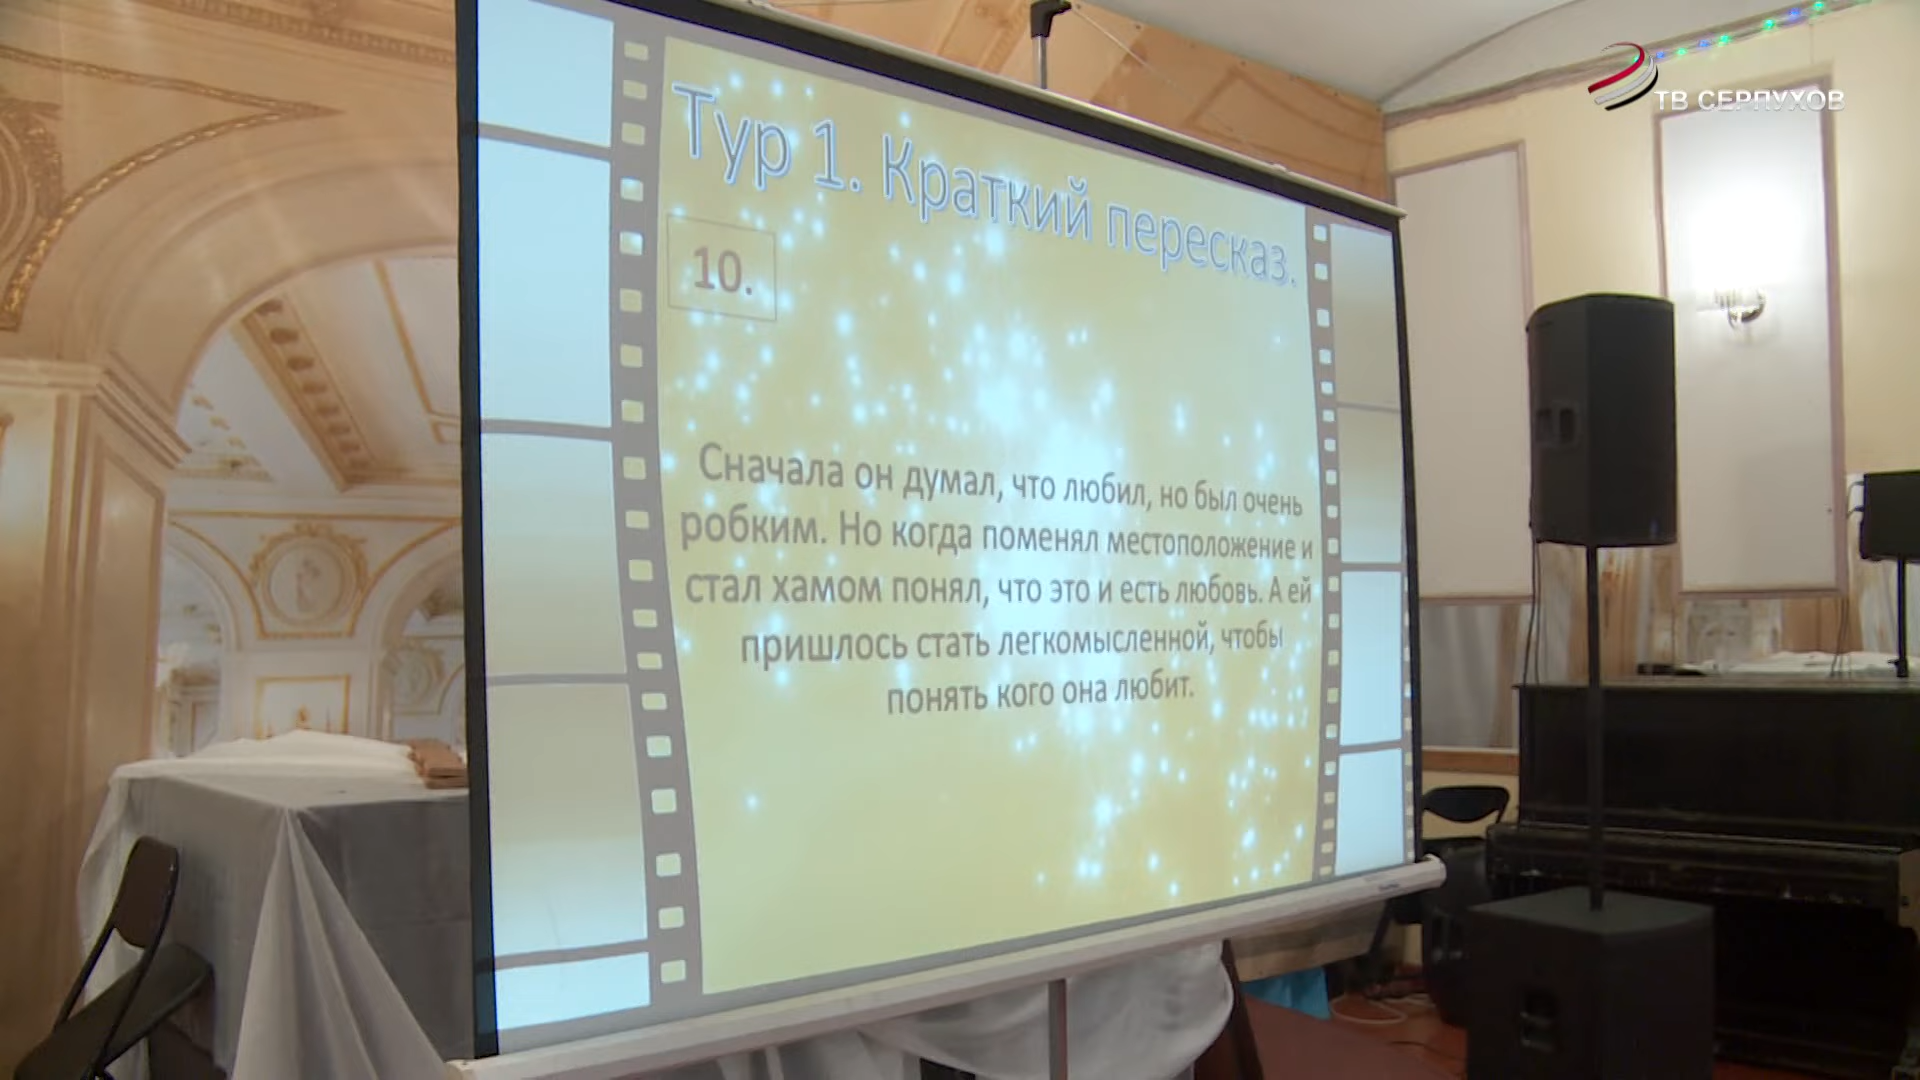 ТВ СЕРПУХОВ
Тур 1. Краткий пересказ.
10.
Сначала он думал, что любил, но был очень
робким. Но когда поменял местоположение и
стал хамом понял, что это и есть любовь. А ей
пришлось стать легкомысленной, чтобы
понять кого она любит.